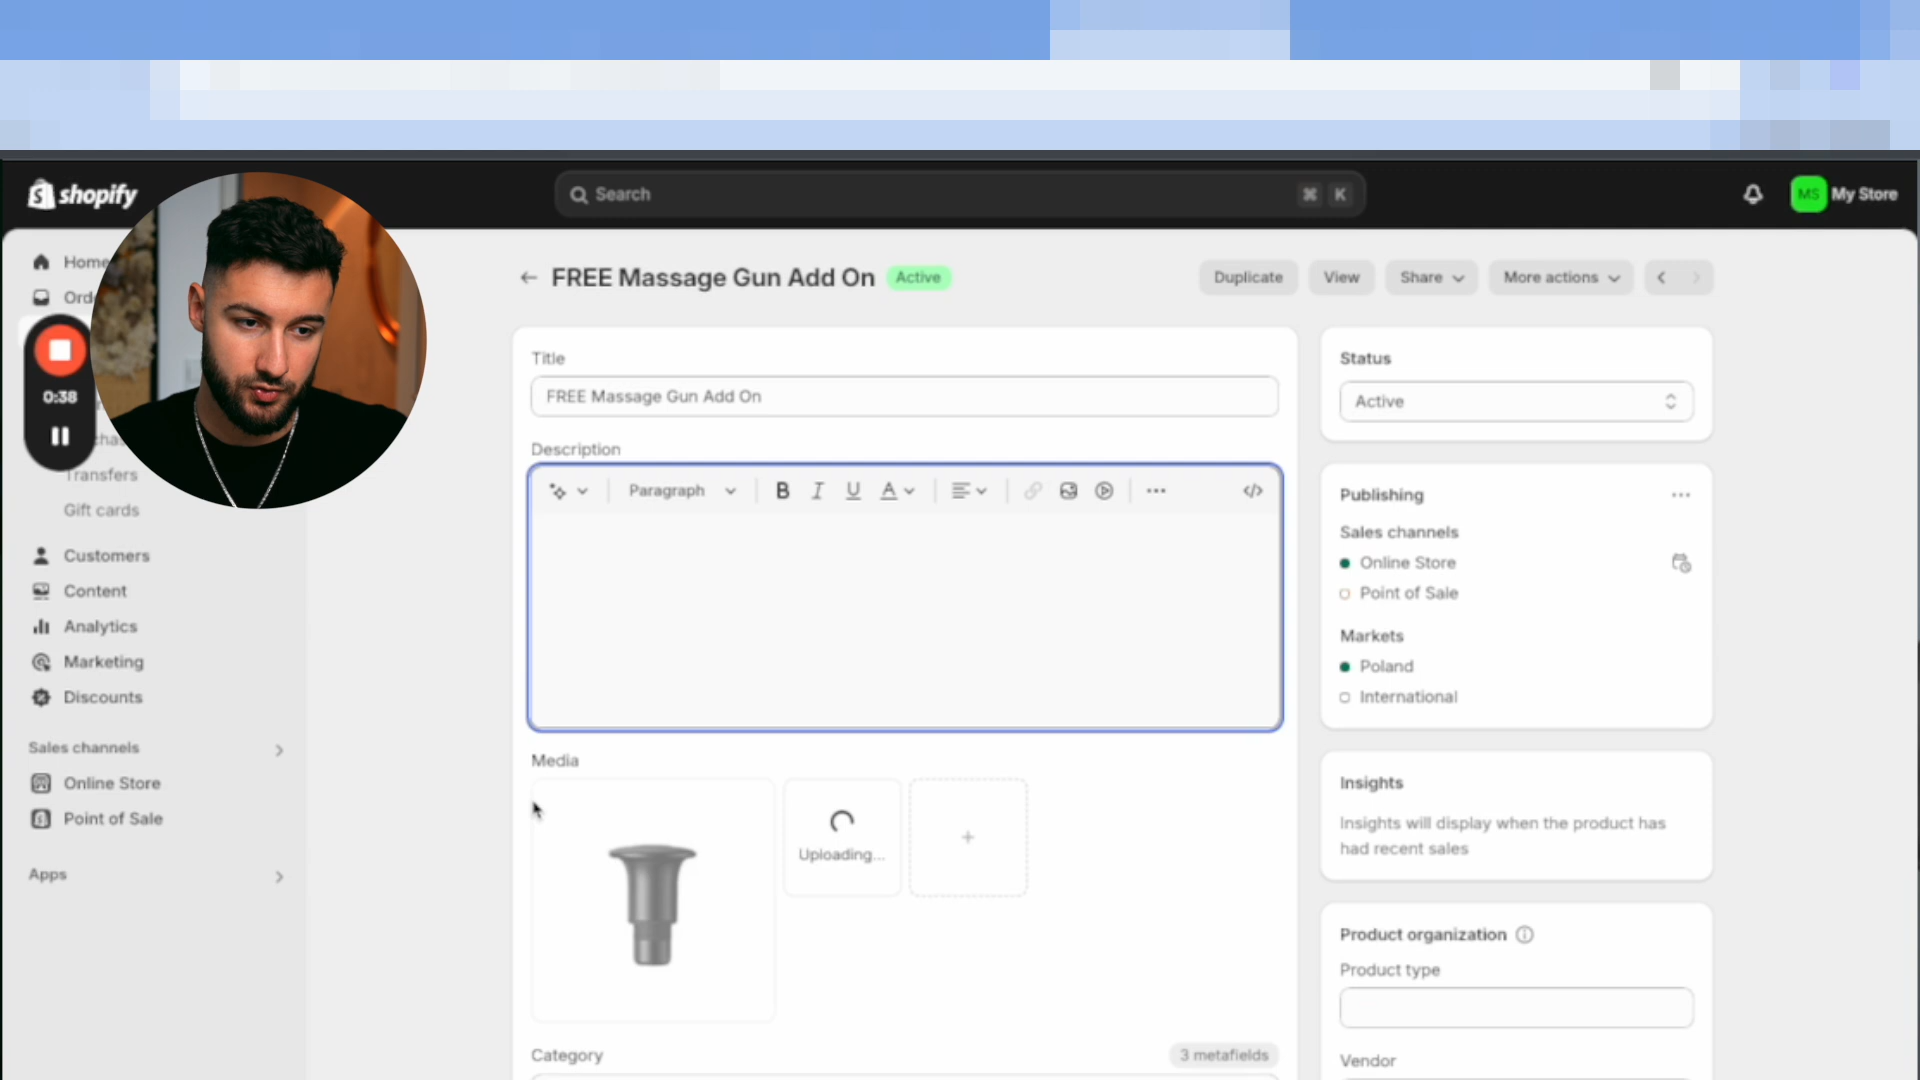 shopify
Search
⌘ K
MS My Store
Home
Ord
0:38
chas
Transfers
Gift cards
Customers
Content
Analytics
Marketing
Discounts
Sales channels
Online Store
Point of Sale
Apps
FREE Massage Gun Add On Active
Duplicate
View
Share
More actions
Title
FREE Massage Gun Add On
Description
Paragraph B I U A </>
Media
Uploading...
+
Category
3 metafields
Status
Active
Publishing
Sales channels
Online Store
Point of Sale
Markets
Poland
International
Insights
Insights will display when the product has
had recent sales
Product organization
Product type
Vendor